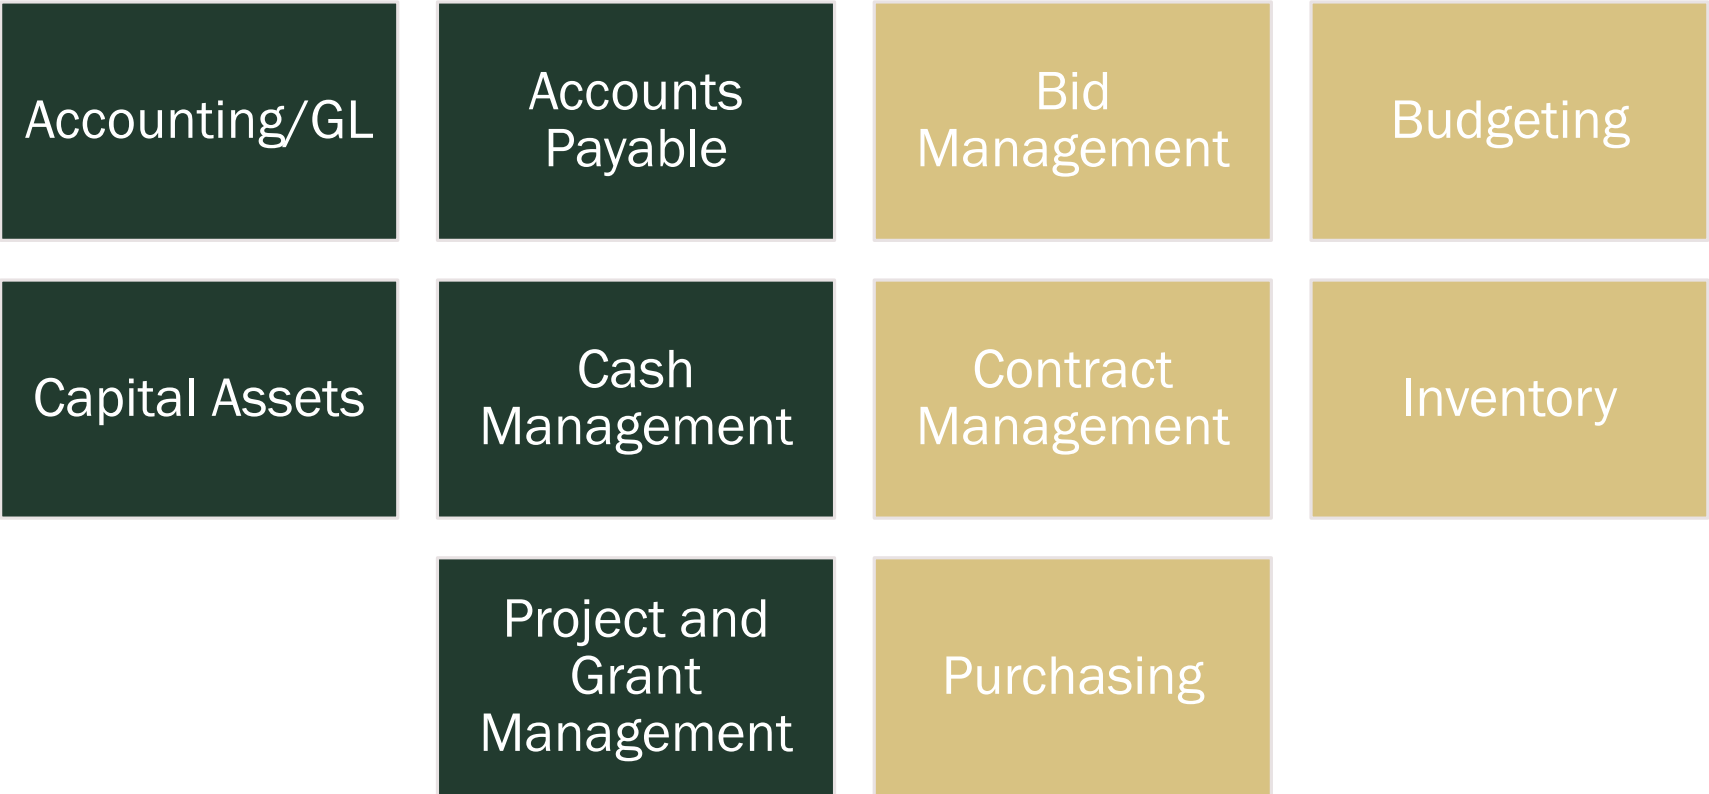 Accounting/GL
Accounts
Payable
Bid
Management
Budgeting
Capital Assets
Cash
Management
Contract
Management
Inventory
Project and
Grant
Management
Purchasing